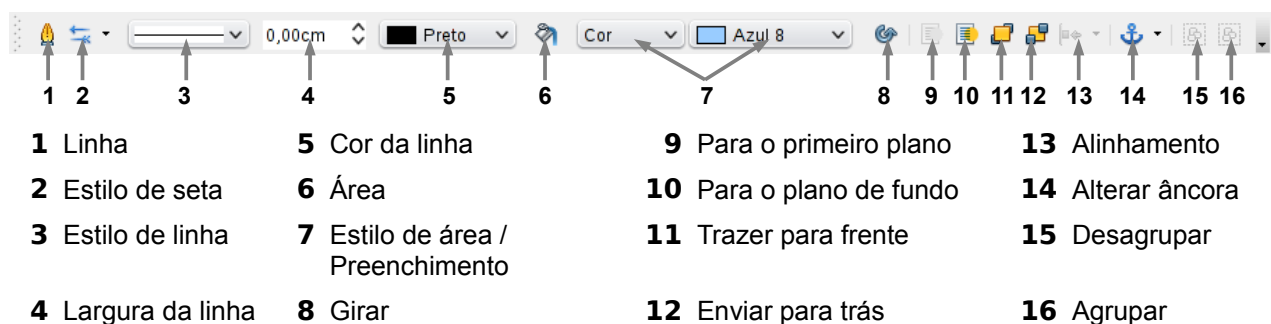 0,00cm Preto Cor Azul 8
1 2 3 4 5 6 7 8 9 10 11 12 13 14 15 16
1 Linha
2 Estilo de seta
3 Estilo de linha
4 Largura da linha
5 Cor da linha
6 Área
7 Estilo de área /
Preenchimento
8 Girar
9 Para o primeiro plano
10 Para o plano de fundo
11 Trazer para frente
12 Enviar para trás
13 Alinhamento
14 Alterar âncora
15 Desagrupar
16 Agrupar